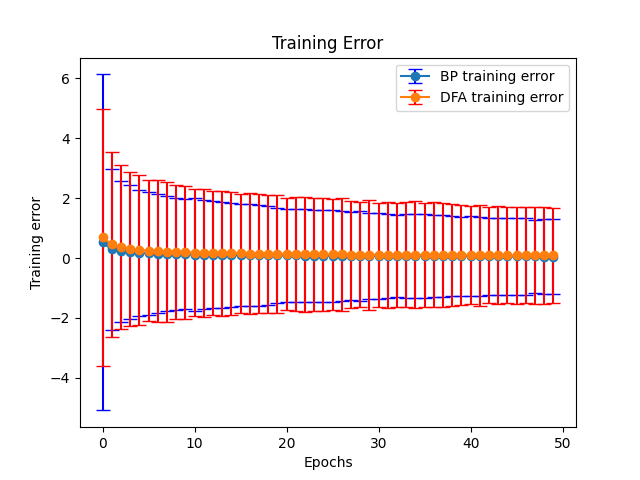 Training Error
BP training error
DFA training error
Training error
6
4
2
0
−2
−4
0 10 20 30 40 50
Epochs